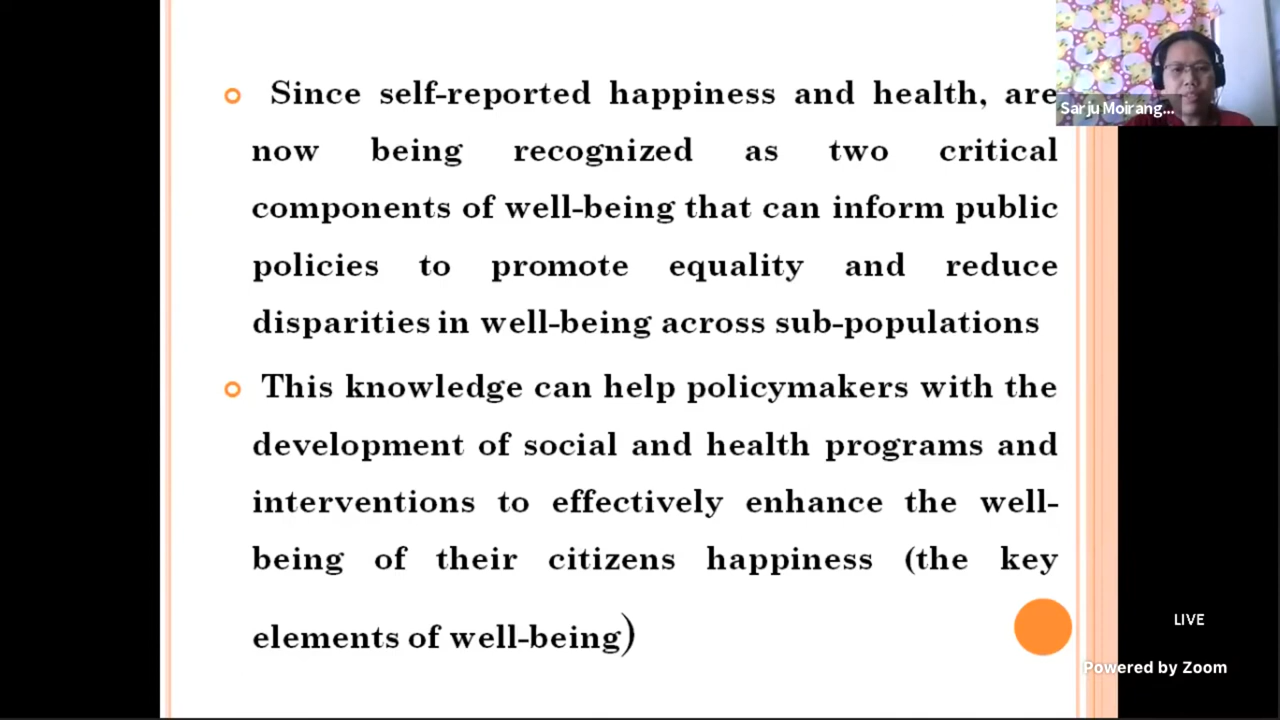 Since self-reported happiness and health, are
now being recognized as two critical
components of well-being that can inform public
policies to promote equality and reduce
disparities in well-being across sub-populations
This knowledge can help policymakers with the
development of social and health programs and
interventions to effectively enhance the well-
being of their citizens happiness (the key
elements of well-being)
Sarju Moirang...
LIVE
Powered by Zoom